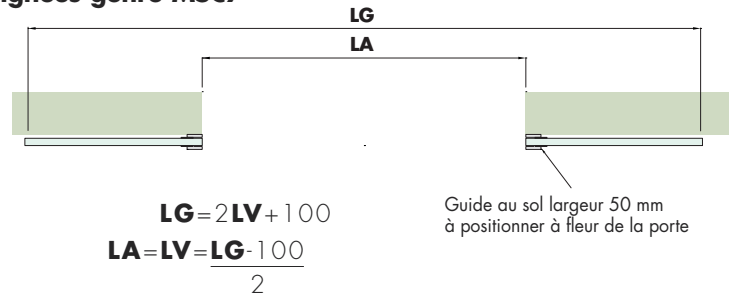 genre
LG
LA
Guide au sol largeur 50 mm
à positionner à fleur de la porte
LG=2LV+100
LA=LV=LG-100
2